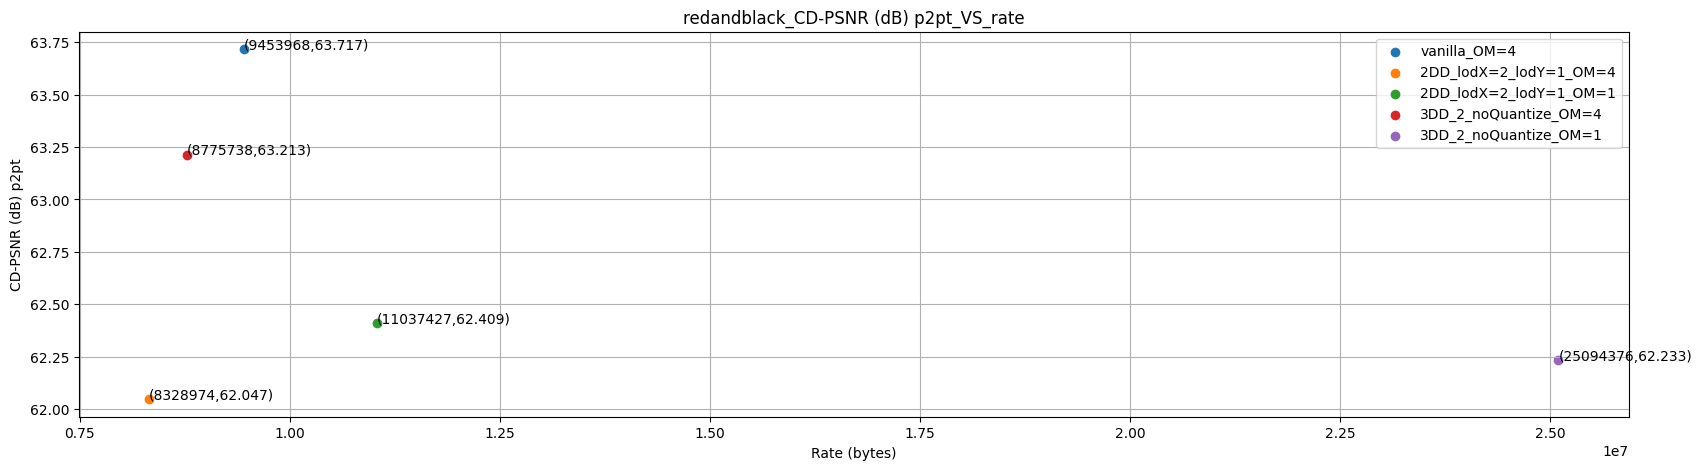 redandblack_CD-PSNR (dB) p2pt_VS_rate
CD-PSNR (dB) p2pt
63.75
63.50
63.25
63.00
62.75
62.50
62.25
62.00
(9453968,63.717)
(8775738,63.213)
(11037427,62.409)
(25094376,62.233)
(8328974,62.047)
vanilla_OM=4
2DD_lodX=2_lodY=1_OM=4
2DD_lodX=2_lodY=1_OM=1
3DD_2_noQuantize_OM=4
3DD_2_noQuantize_OM=1
0.75 1.00 1.25 1.50 1.75 2.00 2.25 2.50
1e7
Rate (bytes)